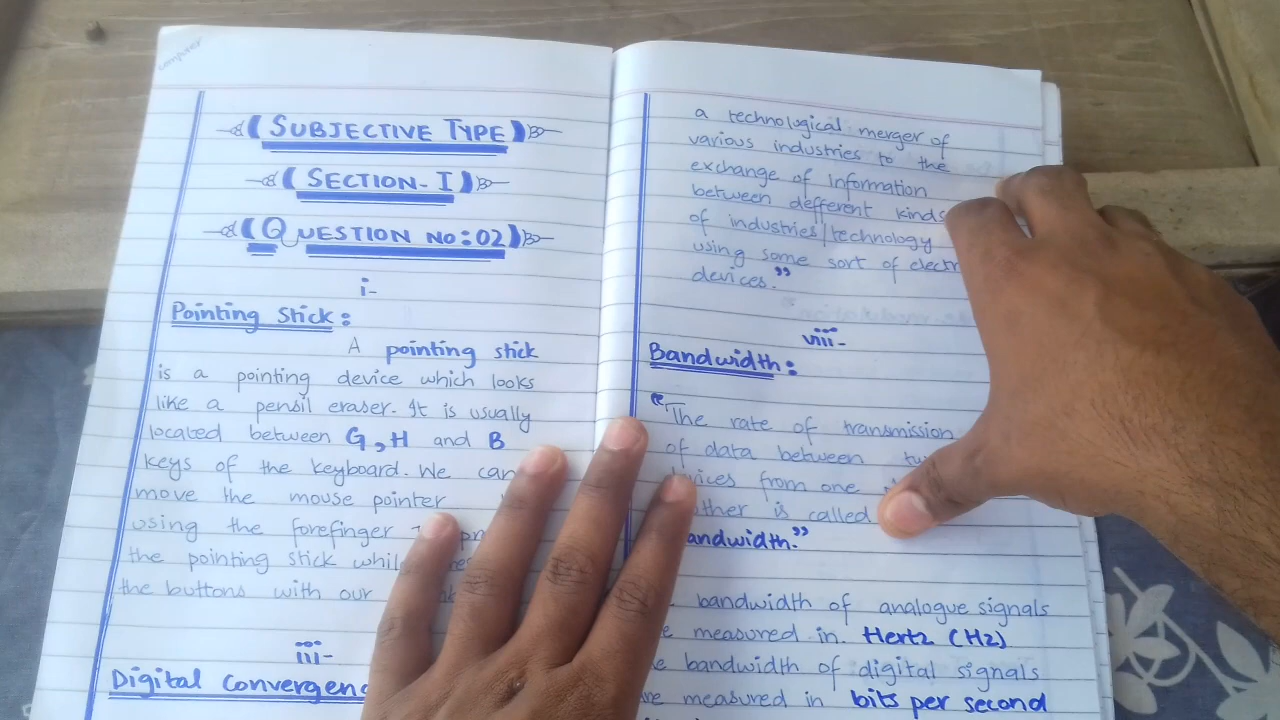 computer
SUBJECTIVE TYPE
SECTION-I
QUESTION NO:02
i-
Pointing Stick:
A pointing stick
is a pointing device which looks
like a pensil eraser. It is usually
located between G,H and B
keys of the keyboard. We can
move the mouse pointer
using the forefinger
the pointing stick
the buttons with our
iii-
Digital
a technological merger of
various industries to the
exchange of Information
between defferent kinds
of industries/technology
using some sort of
devices."
viii-
Bandwidth:
"The rate of transmission
of data between
from one
is called
"
bandwidth of analogue signals
measured in. Hertz (Hz)
bandwidth of digital signals
measured in bits per second